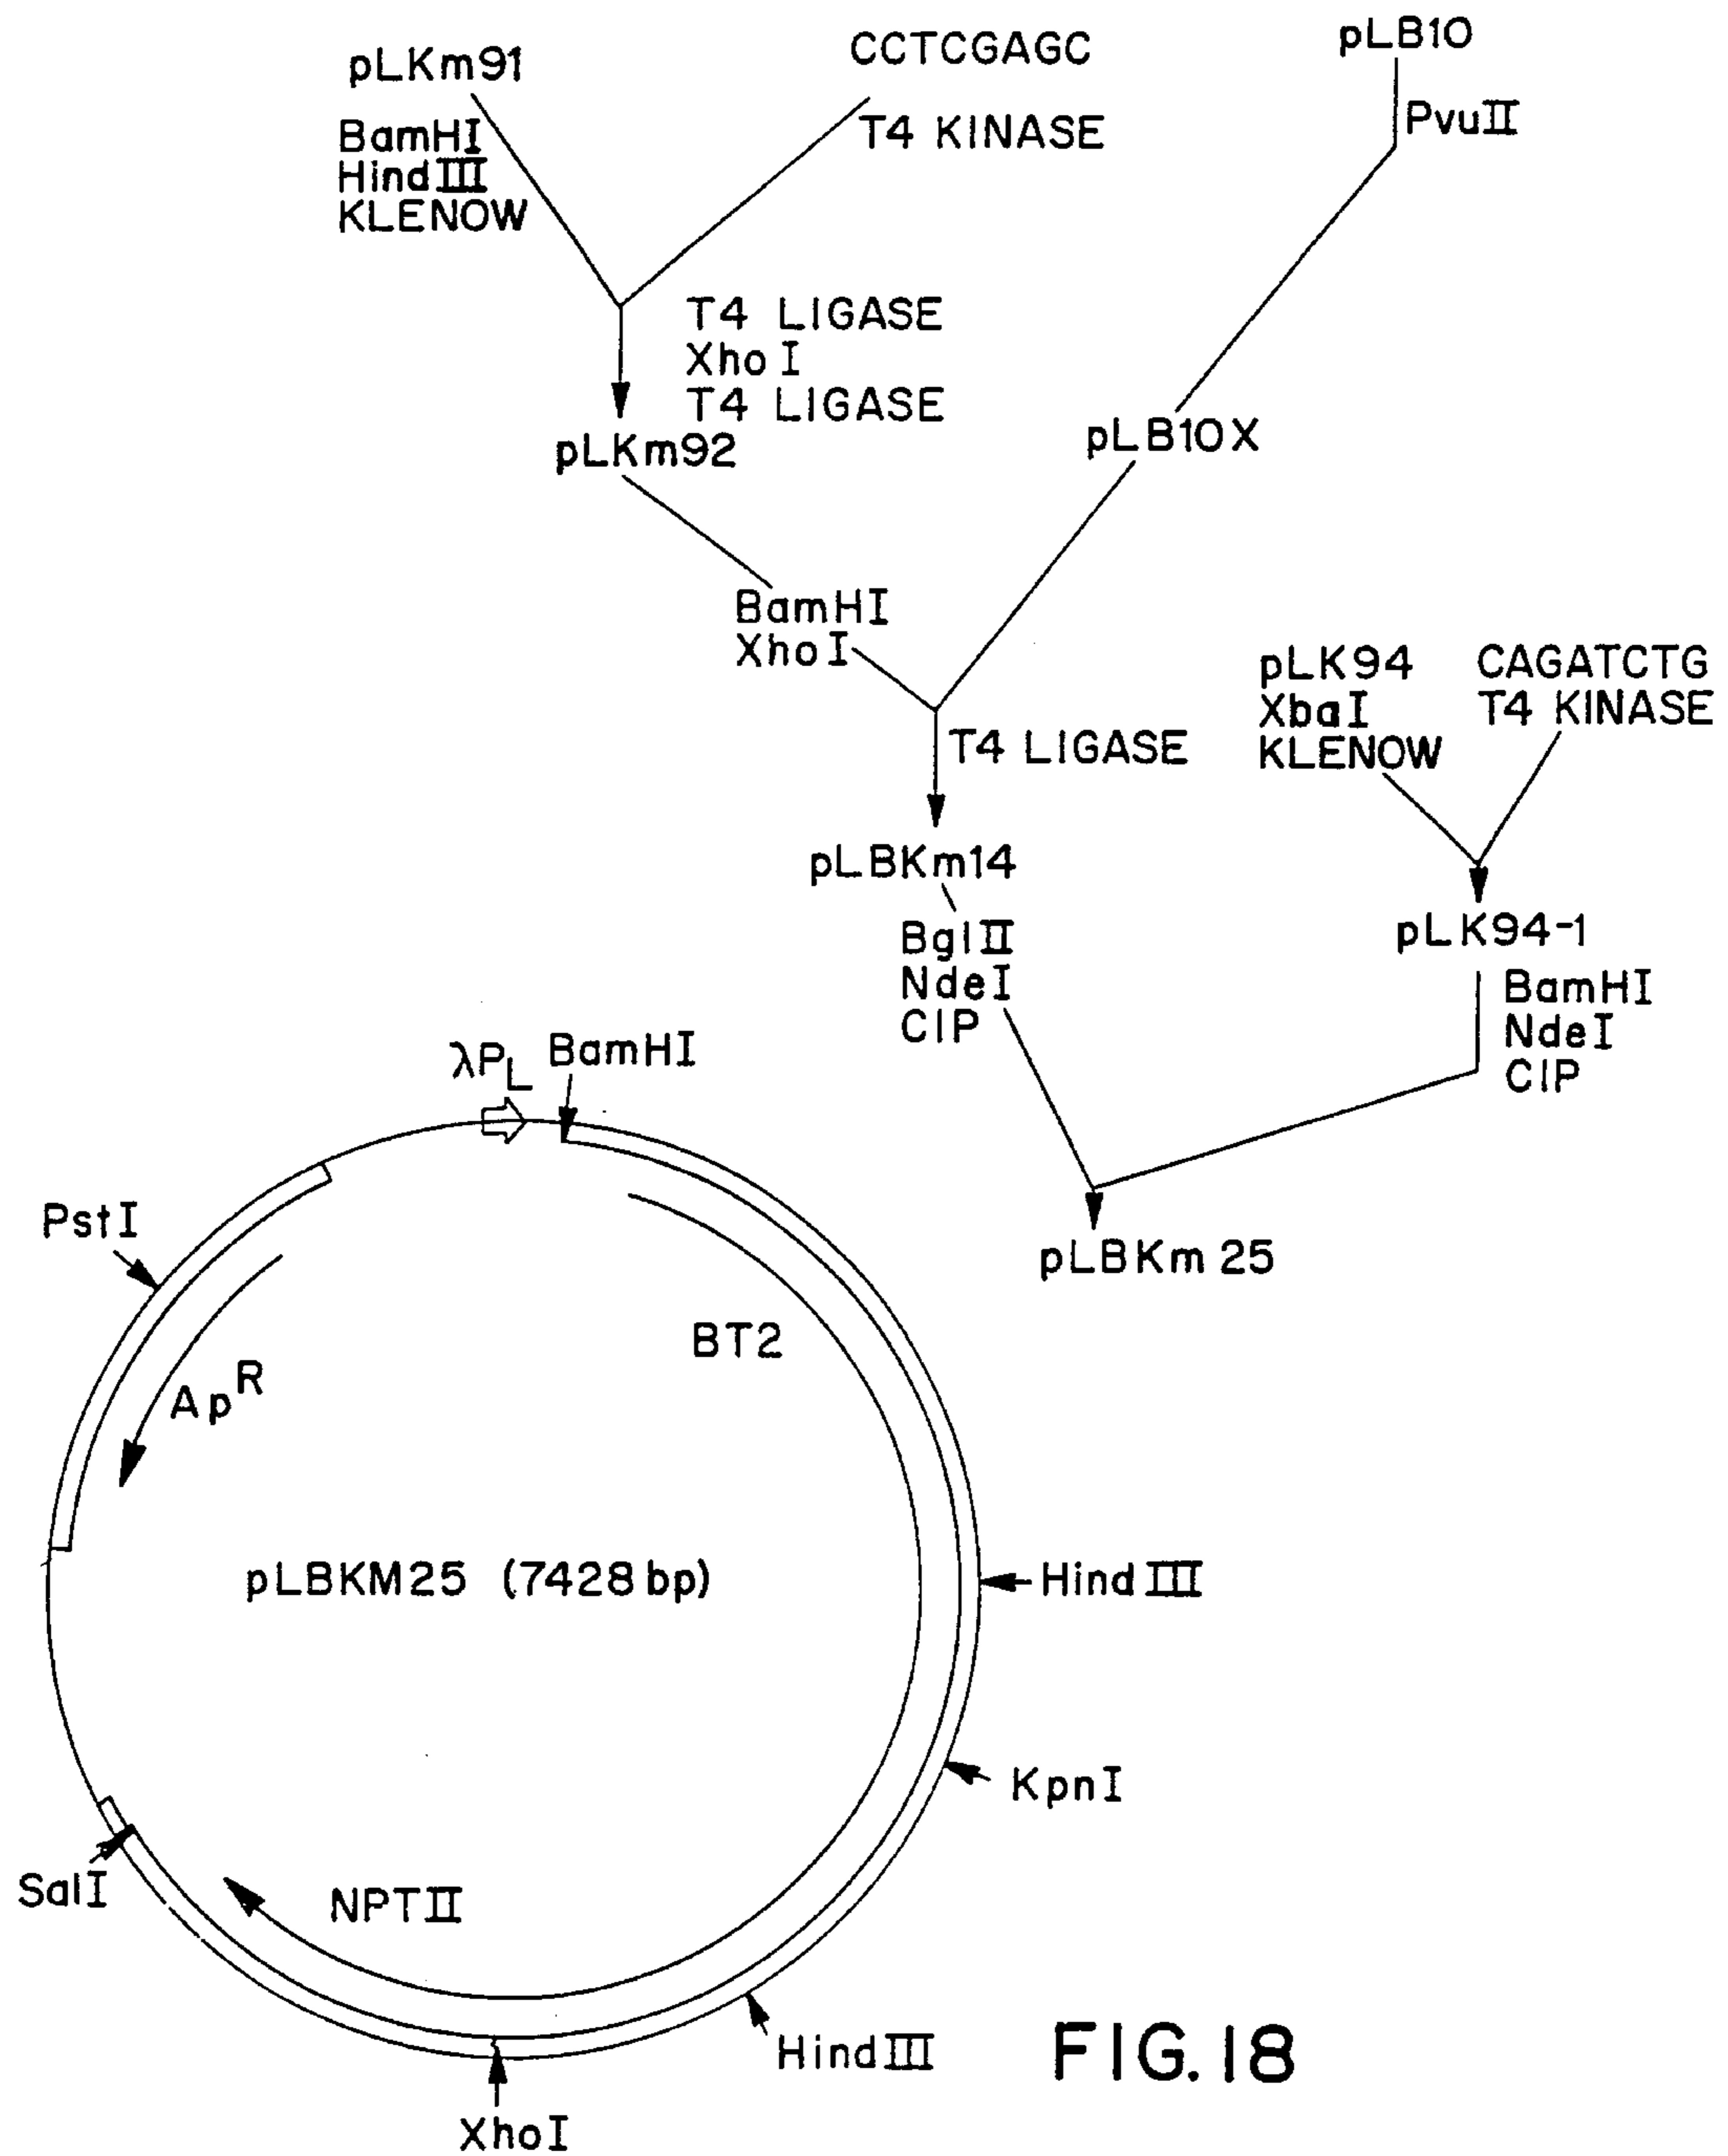 pLKm91
BamHI
HindIII
KLENOW
CCTCGAGC
T4 KINASE
pLB10
PvuII
T4 LIGASE
XhoI
T4 LIGASE
pLKm92
pLB10X
BamHI
XhoI
T4 LIGASE
pLK94
XbaI
KLENOW
CAGATCTG
T4 KINASE
pLBKm14
BglII
NdeI
CIP
pLK94-1
BamHI
NdeI
CIP
pLBKm 25
λPL
BamHI
PstI
ApR
BT2
pLBKM25 (7428bp)
HindIII
KpnI
SalI
NPTII
HindIII
XhoI
FIG. 18